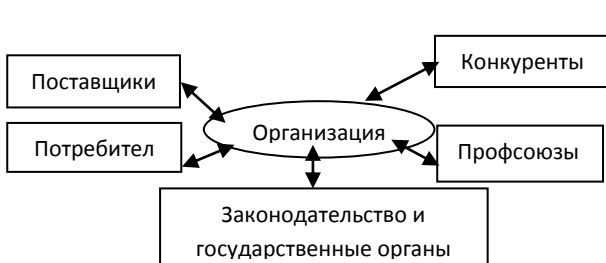 Конкуренты
Поставщики
Организация
Потребител
Профсоюзы
Законодательство и
государственные органы